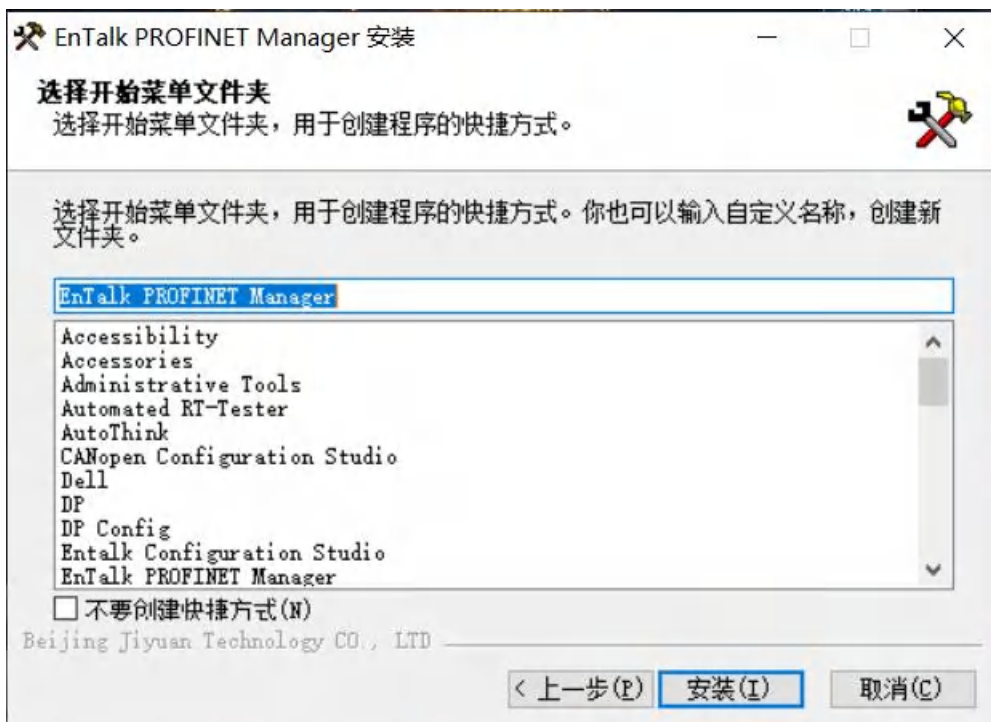 EnTalk PROFINET Manager 安装
选择开始菜单文件夹
选择开始菜单文件夹，用于创建程序的快捷方式。
选择开始菜单文件夹，用于创建程序的快捷方式。你也可以输入自定义名称，创建新
文件夹。
EnTalk PROFINET Manager
Accessibility
Accessories
Administrative Tools
Automated RT-Tester
AutoThink
CANopen Configuration Studio
Dell
DP
DP Config
Entalk Configuration Studio
EnTalk PROFINET Manager
不要创建快捷方式(N)
Beijing Jiyuan Technology CO., LTD
< 上一步(P) 安装(I) 取消(C)